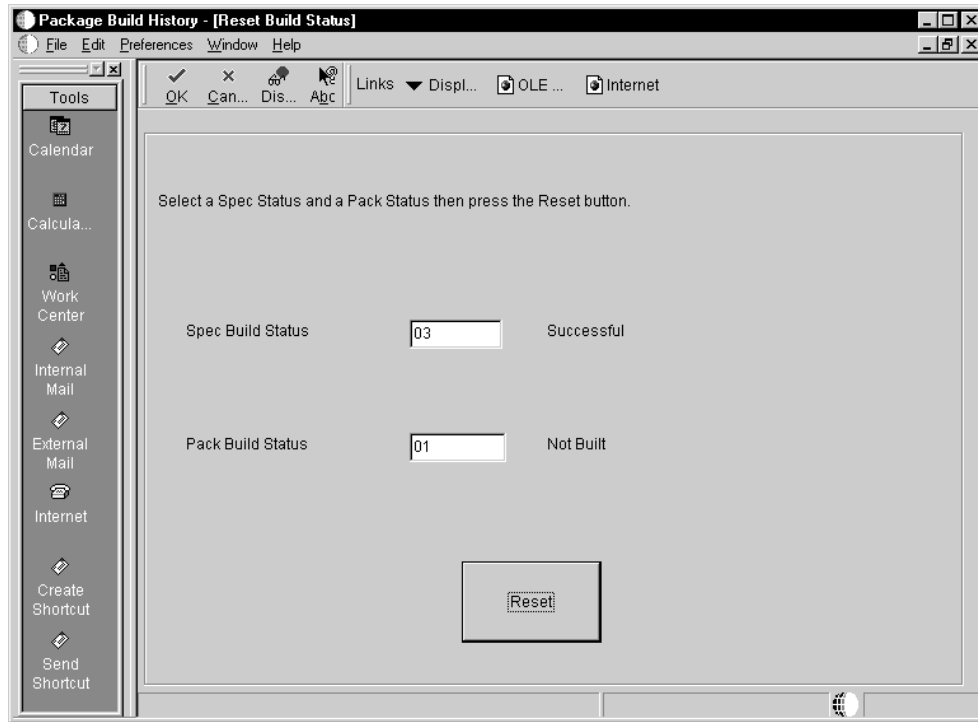 Package Build History - [Reset Build Status]
File Edit Preferences Window Help
Tools
Calendar
Calcula...
Work
Center
Internal
Mail
External
Mail
Internet
Create
Shortcut
Send
Shortcut
OK Can... Dis... Abc Links Displ... OLE ... Internet
Select a Spec Status and a Pack Status then press the Reset button.
Spec Build Status 03 Successful
Pack Build Status 01 Not Built
Reset